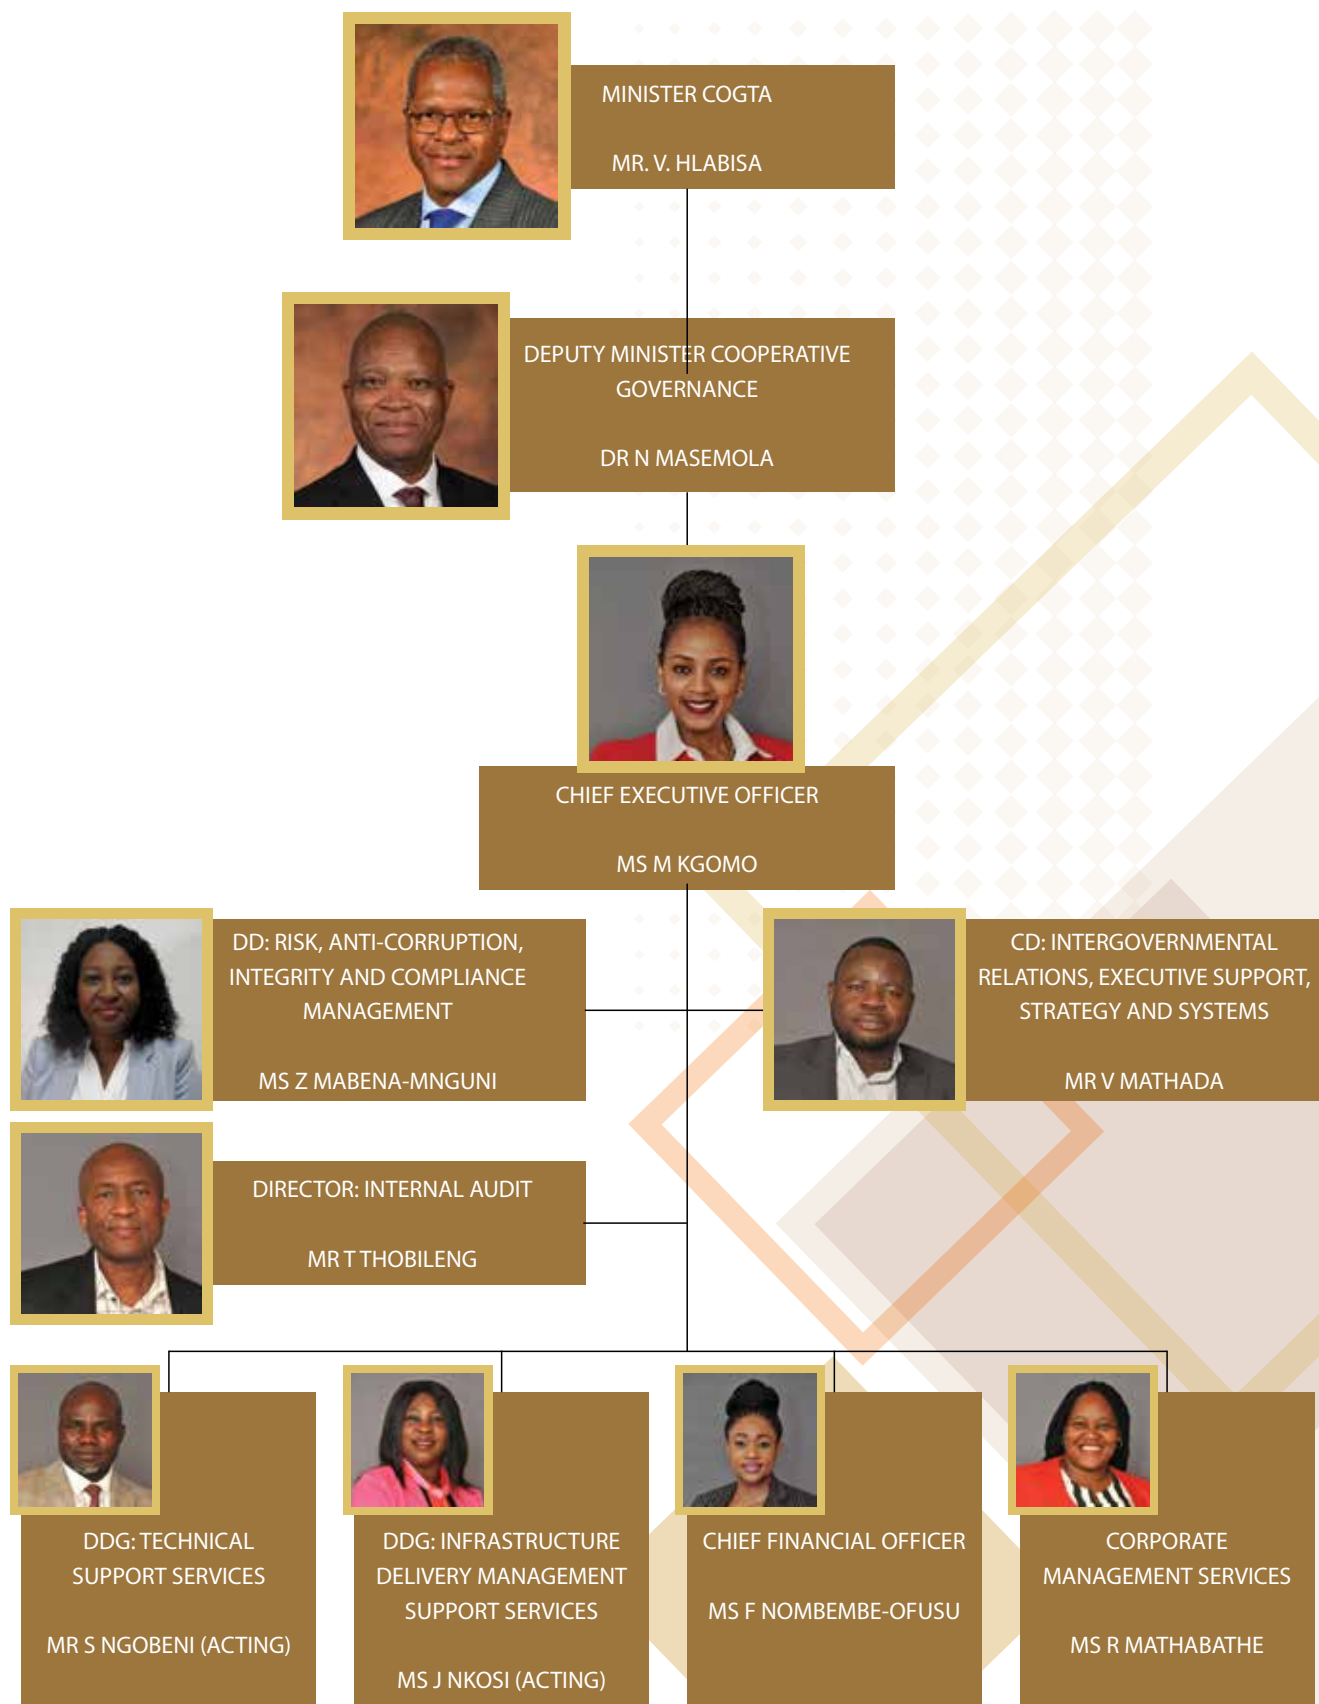 MINISTER COGTA
MR. V. HLABISA
DEPUTY MINISTER COOPERATIVE
GOVERNANCE
DR N MASEMOLA
CHIEF EXECUTIVE OFFICER
MS M KGOMO
DD: RISK, ANTI-CORRUPTION,
INTEGRITY AND COMPLIANCE
MANAGEMENT
MS Z MABENA-MNGUNI
CD: INTERGOVERNMENTAL
RELATIONS, EXECUTIVE SUPPORT,
STRATEGY AND SYSTEMS
MR V MATHADA
DIRECTOR: INTERNAL AUDIT
MR T THOBILENG
DDG: TECHNICAL
SUPPORT SERVICES
MR S NGOBENI (ACTING)
DDG: INFRASTRUCTURE
DELIVERY MANAGEMENT
SUPPORT SERVICES
MS J NKOSI (ACTING)
CHIEF FINANCIAL OFFICER
MS F NOMBEMBE-OFUSU
CORPORATE
MANAGEMENT SERVICES
MS R MATHABATHE